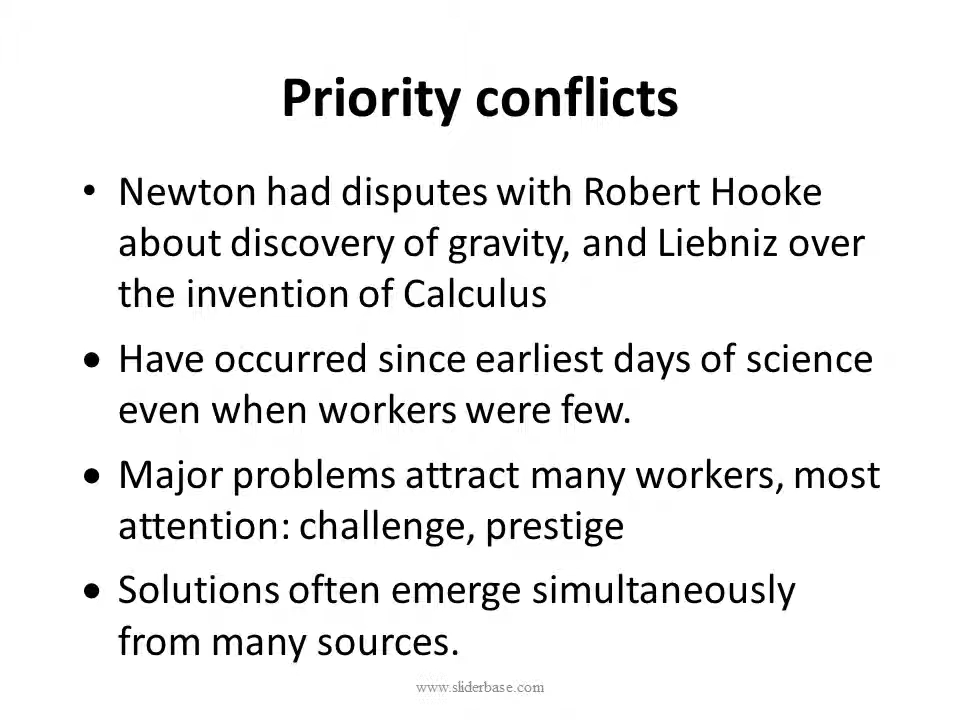 Priority conflicts
• Newton had disputes with Robert Hooke
about discovery of gravity, and Liebniz over
the invention of Calculus
• Have occurred since earliest days of science
even when workers were few.
• Major problems attract many workers, most
attention: challenge, prestige
• Solutions often emerge simultaneously
from many sources.
www.sliderbase.com